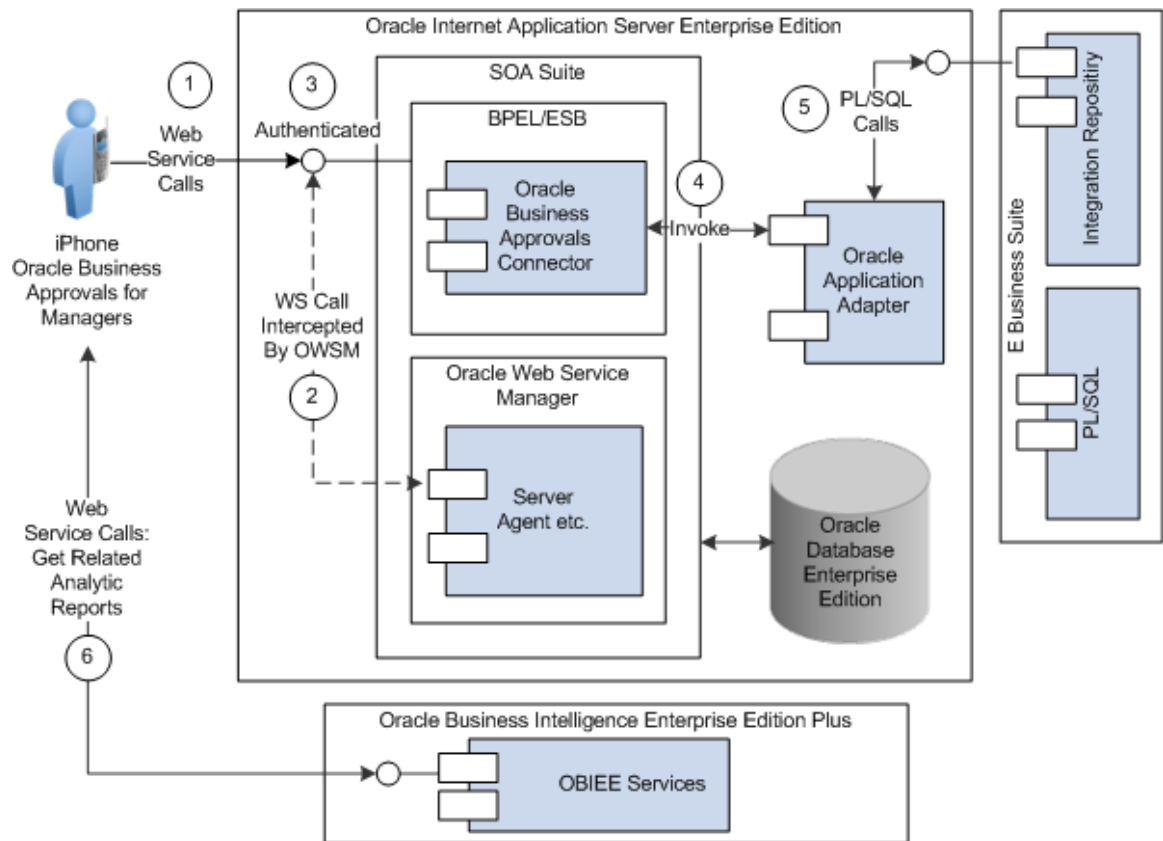 Oracle Internet Application Server Enterprise Edition
1
Web
Service
Calls
iPhone
Oracle Business
Approvals for
Managers
3
Authenticated
SOA Suite
BPEL/ESB
Oracle
Business
Approvals
Connector
4
Invoke
5
PL/SQL
Calls
Oracle
Application
Adapter
E Business Suite
Integration Repositiry
PL/SQL
WS Call
Intercepted
By OWSM
2
Oracle Web Service
Manager
Server
Agent etc.
Oracle
Database
Enterprise
Edition
Web
Service Calls:
Get Related
Analytic
Reports
6
Oracle Business Intelligence Enterprise Edition Plus
OBIEE Services